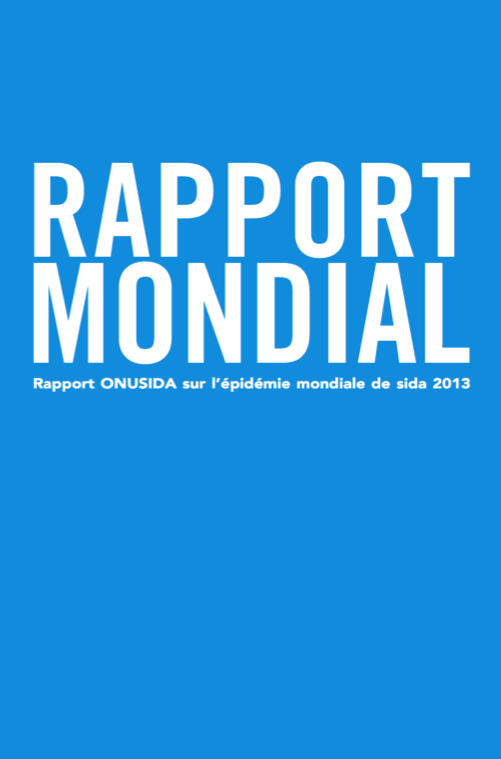 RAPPORT
MONDIAL
Rapport ONUSIDA sur l’épidémie mondiale de sida 2013